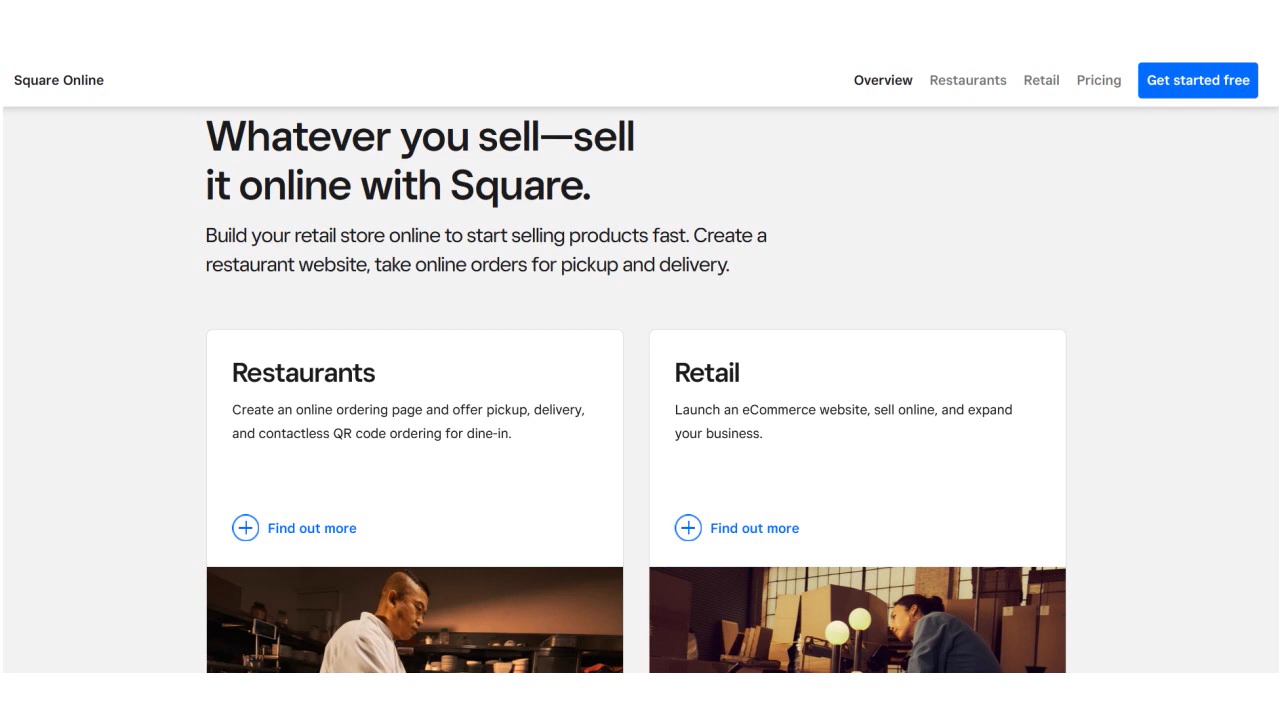 Square Online
Overview
Restaurants
Retail
Pricing
Get started free
Whatever you sell—sell
it online with Square.
Build your retail store online to start selling products fast. Create a
restaurant website, take online orders for pickup and delivery.
Restaurants
Create an online ordering page and offer pickup, delivery,
and contactless QR code ordering for dine-in.
Find out more
Retail
Launch an eCommerce website, sell online, and expand
your business.
Find out more